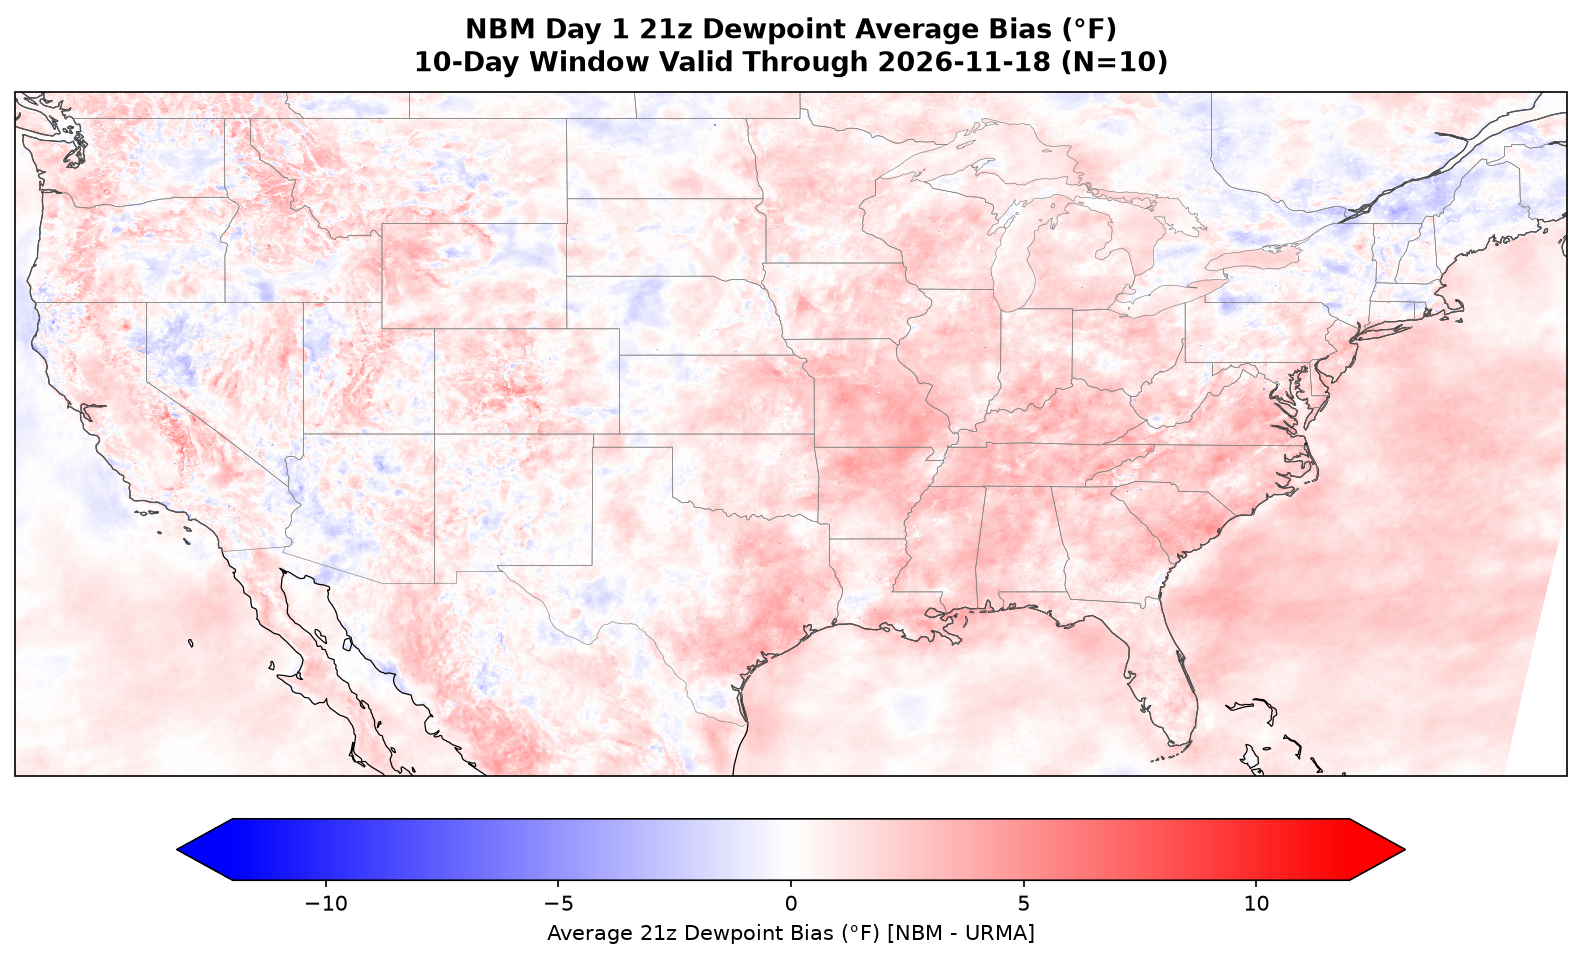 NBM Day 1 21z Dewpoint Average Bias (°F)
10-Day Window Valid Through 2026-11-18 (N=10)
−10 −5 0 5 10
Average 21z Dewpoint Bias (°F) [NBM - URMA]